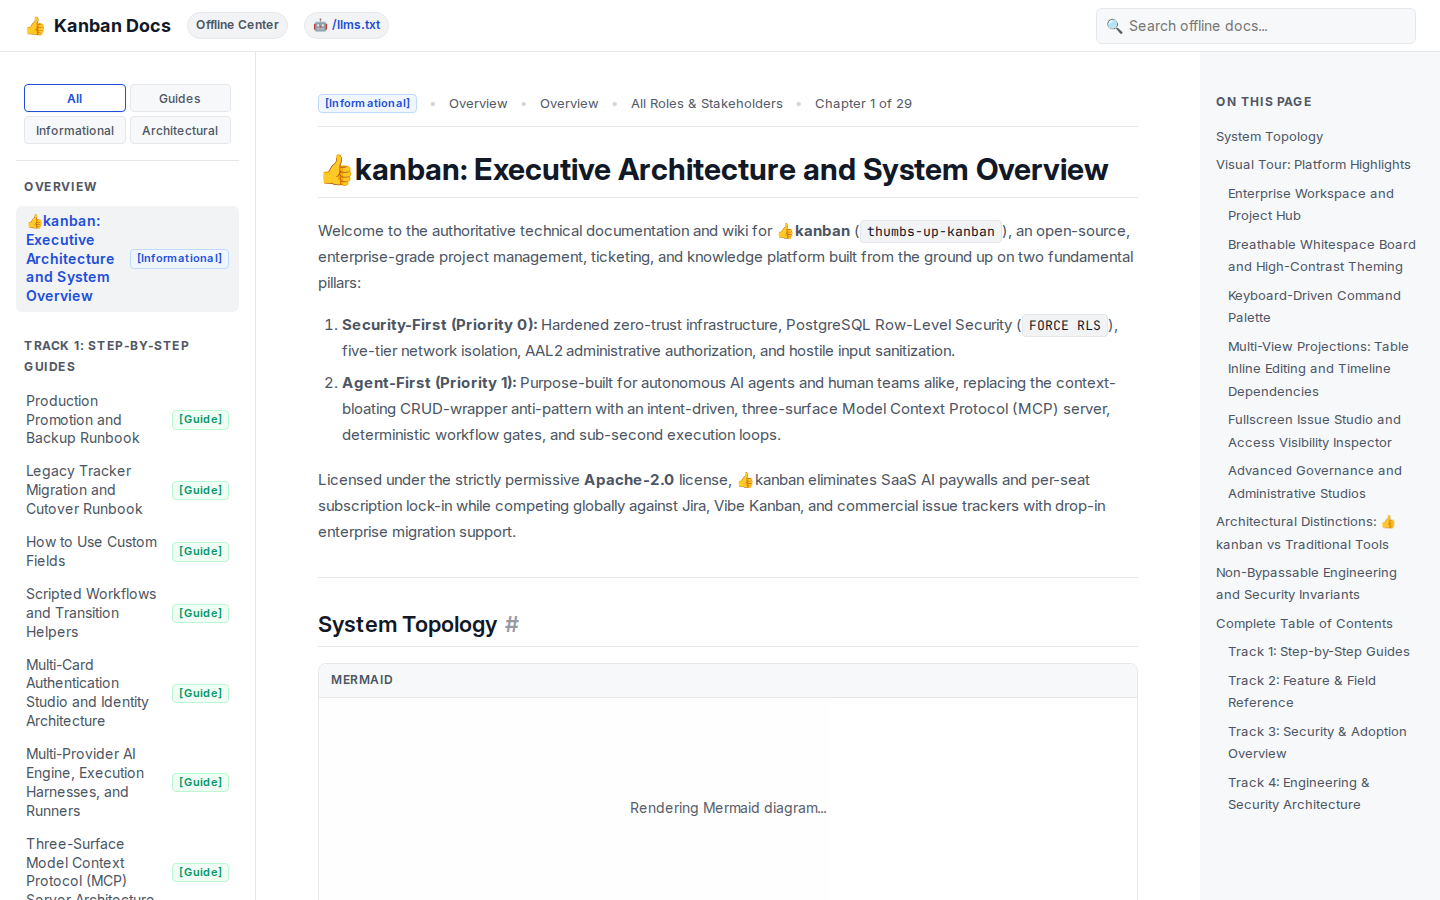 👍 Kanban Docs
Offline Center
🤖 /llms.txt
🔍 Search offline docs...
All
Guides
Informational
Architectural
OVERVIEW
👍kanban:
Executive
Architecture
and System
Overview
[Informational]
TRACK 1: STEP-BY-STEP
GUIDES
Production
Promotion and
Backup Runbook
[Guide]
Legacy Tracker
Migration and
Cutover Runbook
[Guide]
How to Use Custom
Fields
[Guide]
Scripted Workflows
and Transition
Helpers
[Guide]
Multi-Card
Authentication
Studio and Identity
Architecture
[Guide]
Multi-Provider AI
Engine, Execution
Harnesses, and
Runners
[Guide]
Three-Surface
Model Context
Protocol (MCP)
Server Architecture
[Guide]
[Informational] • Overview • Overview • All Roles & Stakeholders • Chapter 1 of 29
👍kanban: Executive Architecture and System Overview
Welcome to the authoritative technical documentation and wiki for 👍kanban (thumbs-up-kanban), an open-source,
enterprise-grade project management, ticketing, and knowledge platform built from the ground up on two fundamental
pillars:
1. Security-First (Priority 0): Hardened zero-trust infrastructure, PostgreSQL Row-Level Security (FORCE RLS),
five-tier network isolation, AAL2 administrative authorization, and hostile input sanitization.
2. Agent-First (Priority 1): Purpose-built for autonomous AI agents and human teams alike, replacing the context-
bloating CRUD-wrapper anti-pattern with an intent-driven, three-surface Model Context Protocol (MCP) server,
deterministic workflow gates, and sub-second execution loops.
Licensed under the strictly permissive Apache-2.0 license, 👍kanban eliminates SaaS AI paywalls and per-seat
subscription lock-in while competing globally against Jira, Vibe Kanban, and commercial issue trackers with drop-in
enterprise migration support.
System Topology #
MERMAID
Rendering Mermaid diagram...
ON THIS PAGE
System Topology
Visual Tour: Platform Highlights
Enterprise Workspace and
Project Hub
Breathable Whitespace Board
and High-Contrast Theming
Keyboard-Driven Command
Palette
Multi-View Projections: Table
Inline Editing and Timeline
Dependencies
Fullscreen Issue Studio and
Access Visibility Inspector
Advanced Governance and
Administrative Studios
Architectural Distinctions: 👍
kanban vs Traditional Tools
Non-Bypassable Engineering
and Security Invariants
Complete Table of Contents
Track 1: Step-by-Step Guides
Track 2: Feature & Field
Reference
Track 3: Security & Adoption
Overview
Track 4: Engineering &
Security Architecture